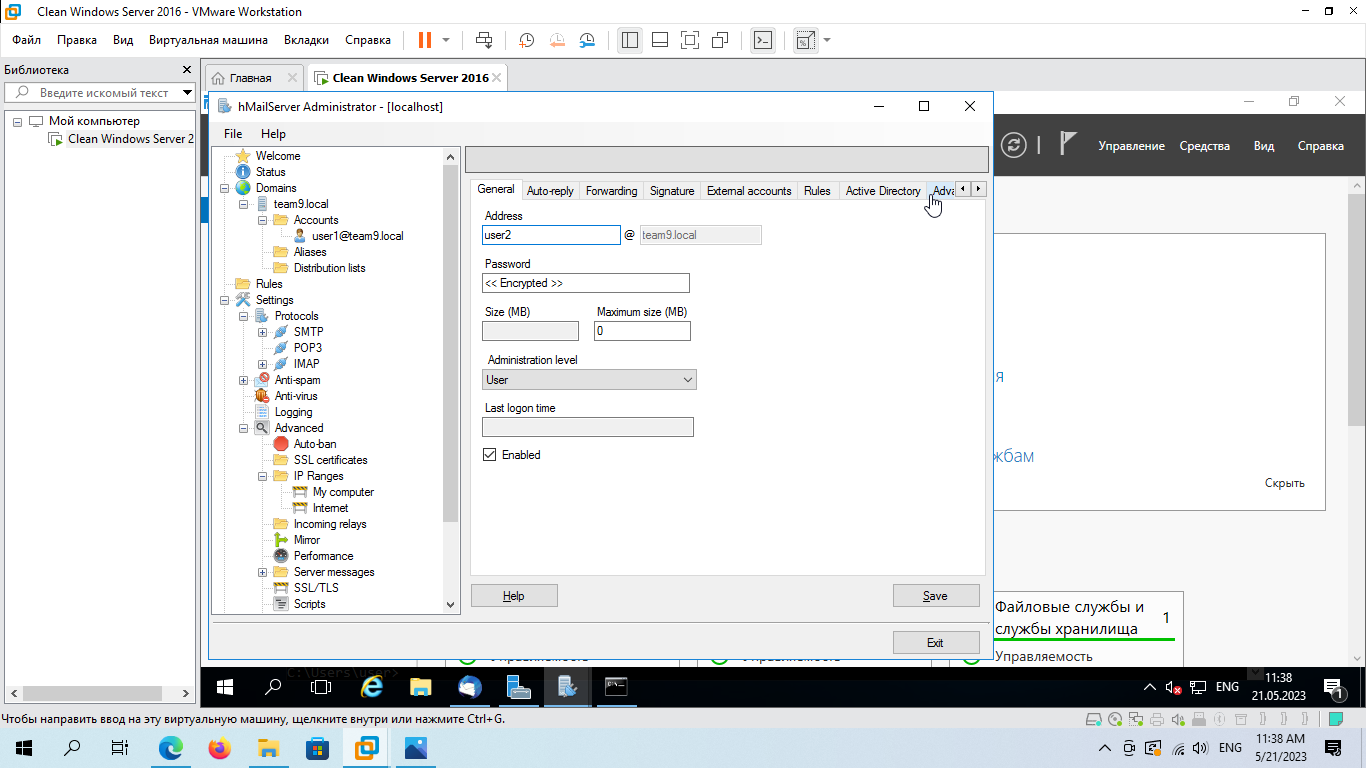 Clean Windows Server 2016 - VMware Workstation
Файл Правка Вид Виртуальная машина Вкладки Справка
Библиотека
Введите искомый текст
Мой компьютер
Clean Windows Server 2
Главная
Clean Windows Server 2016
hMailServer Administrator - [localhost]
File Help
Управление Средства Вид Справка
Welcome
Status
Domains
team9.local
Accounts
user1@team9.local
Aliases
Distribution lists
Rules
Settings
Protocols
SMTP
POP3
IMAP
Anti-spam
Anti-virus
Logging
Advanced
Auto-ban
SSL certificates
IP Ranges
My computer
Internet
Incoming relays
Mirror
Performance
Server messages
SSL/TLS
Scripts
General Auto-reply Forwarding Signature External accounts Rules Active Directory Adva
Address
user2 @ team9.local
Password
<< Encrypted >>
Size (MB) Maximum size (MB)
0
Administration level
User
Last logon time
Enabled
Help Save
Exit
я
жбам
Скрыть
Файловые службы и
службы хранилища
1
Управляемость
C:\Users\user>
ENG
11:38
21.05.2023
1
Чтобы направить ввод на эту виртуальную машину, щелкните внутри или нажмите Ctrl+G.
ENG
11:38 AM
5/21/2023